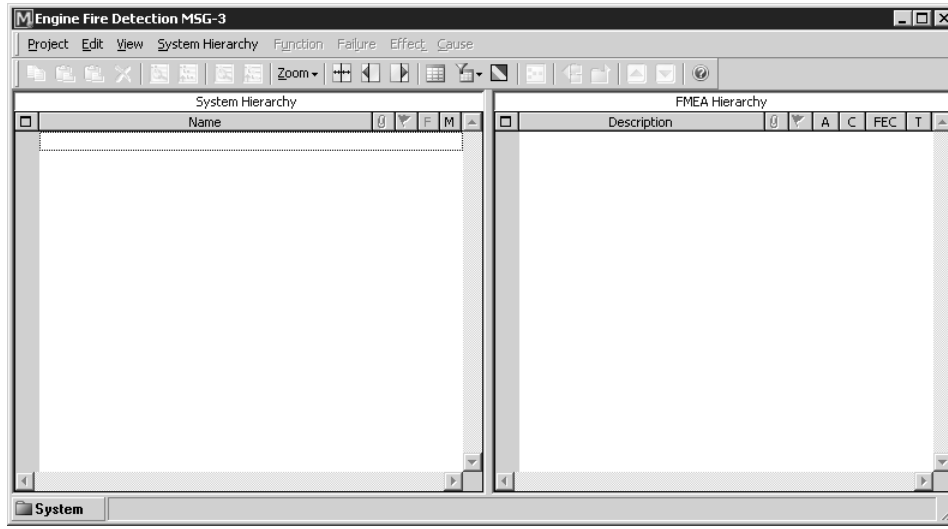 M Engine Fire Detection MSG-3
Project Edit View System Hierarchy Function Failure Effect Cause
Zoom
System Hierarchy FMEA Hierarchy
Name F M Description A C FEC T
System